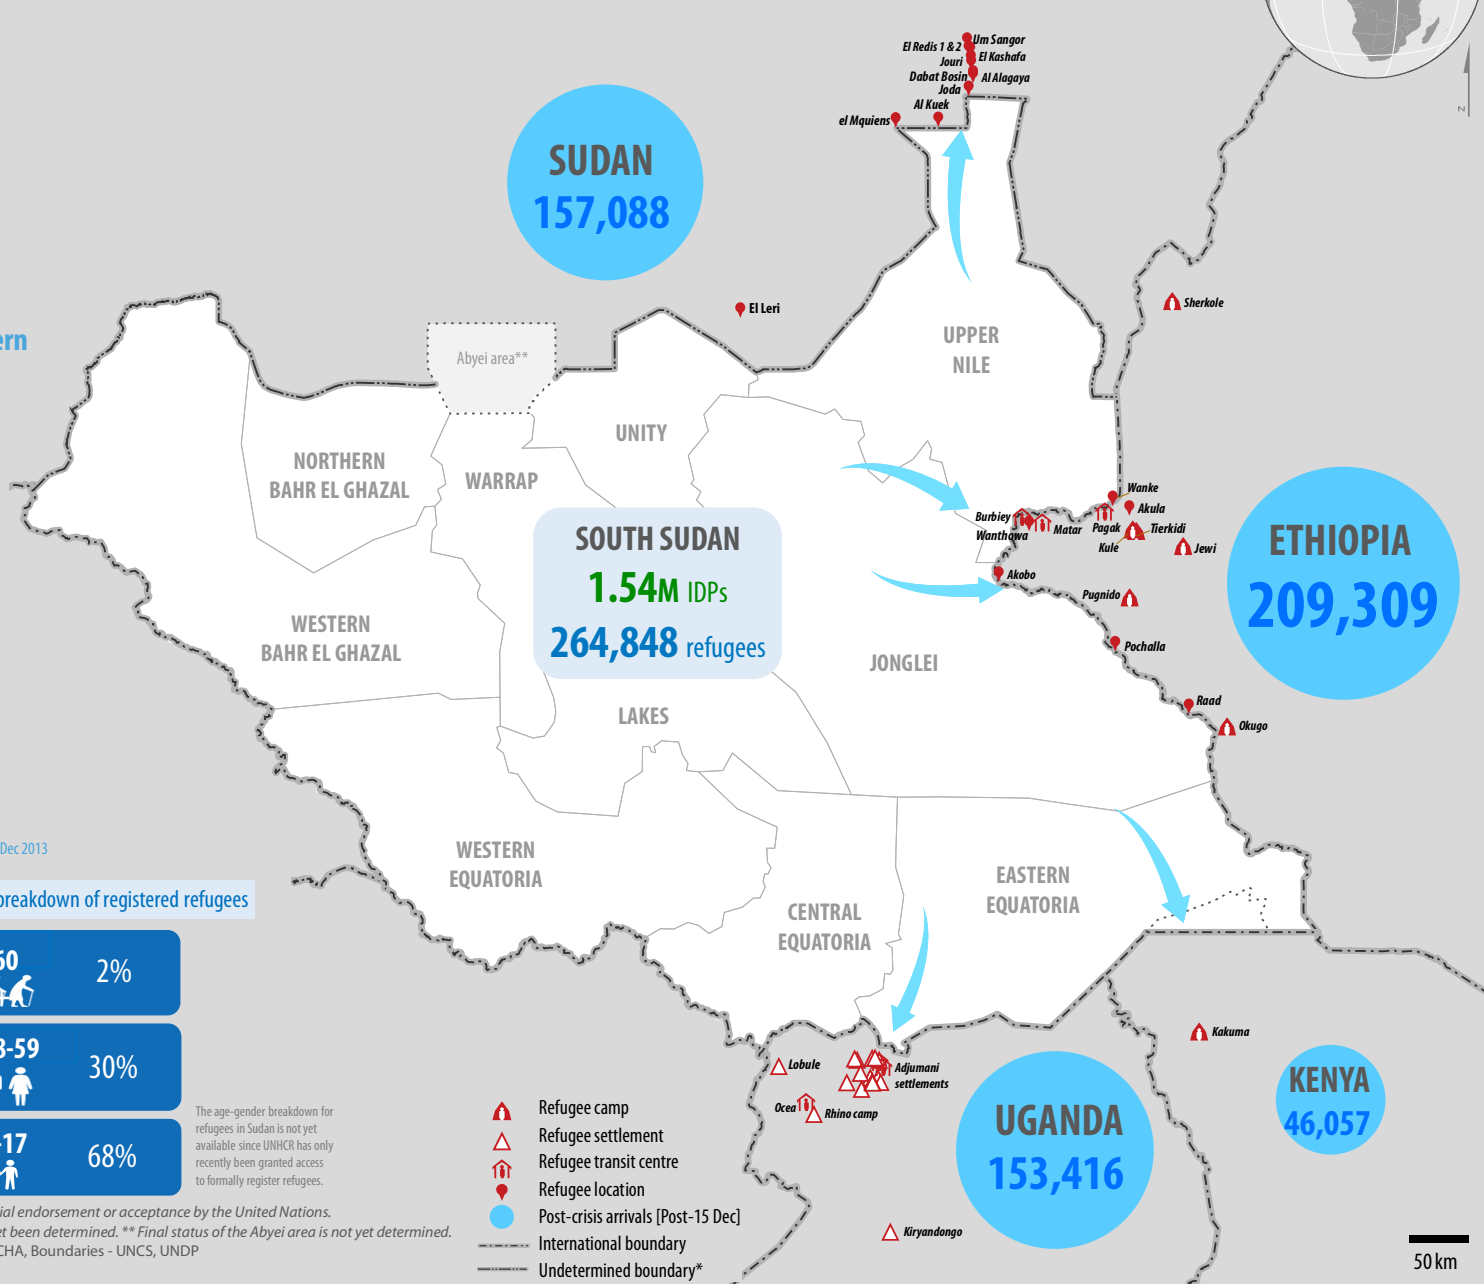 Um Sangor
El Redis 1 & 2
El Kashafa
Jouri
Dabat Bosin
Al Alagaya
Joda
Al Kuek
el Mquiens
z
SUDAN
157,088
Sherkole
El Leri
ern
UPPER
NILE
Abyei area**
UNITY
NORTHERN
BAHR EL GHAZAL
WARRAP
Wanke
Akula
Burbiey
Wanthowa
Matar
Pagak
Tierkidi
Kule
Jewi
ETHIOPIA
209,309
SOUTH SUDAN
1.54M IDPs
264,848 refugees
Akobo
Pugnido
WESTERN
BAHR EL GHAZAL
Pochalla
JONGLEI
Raad
Okugo
LAKES
Dec 2013
WESTERN
EQUATORIA
breakdown of registered refugees
EASTERN
EQUATORIA
CENTRAL
EQUATORIA
60
2%
Kakuma
8-59
30%
Lobule
Adjumani
settlements
Ocea
Rhino camp
KENYA
46,057
UGANDA
153,416
-17
68%
The age-gender breakdown for
refugees in Sudan is not yet
available since UNHCR has only
recently been granted access
to formally register refugees.
Refugee camp
Refugee settlement
Refugee transit centre
Refugee location
Post-crisis arrivals [Post-15 Dec]
International boundary
Undetermined boundary*
Kiryandongo
ial endorsement or acceptance by the United Nations.
et been determined. ** Final status of the Abyei area is not yet determined.
CHA, Boundaries - UNCS, UNDP
50 km